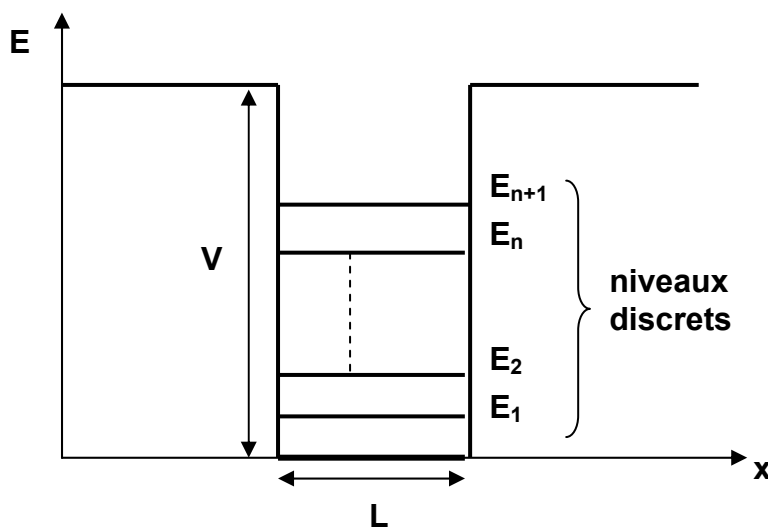 E
E_{n+1}
E_n
V
niveaux
discrets
E_2
E_1
x
L